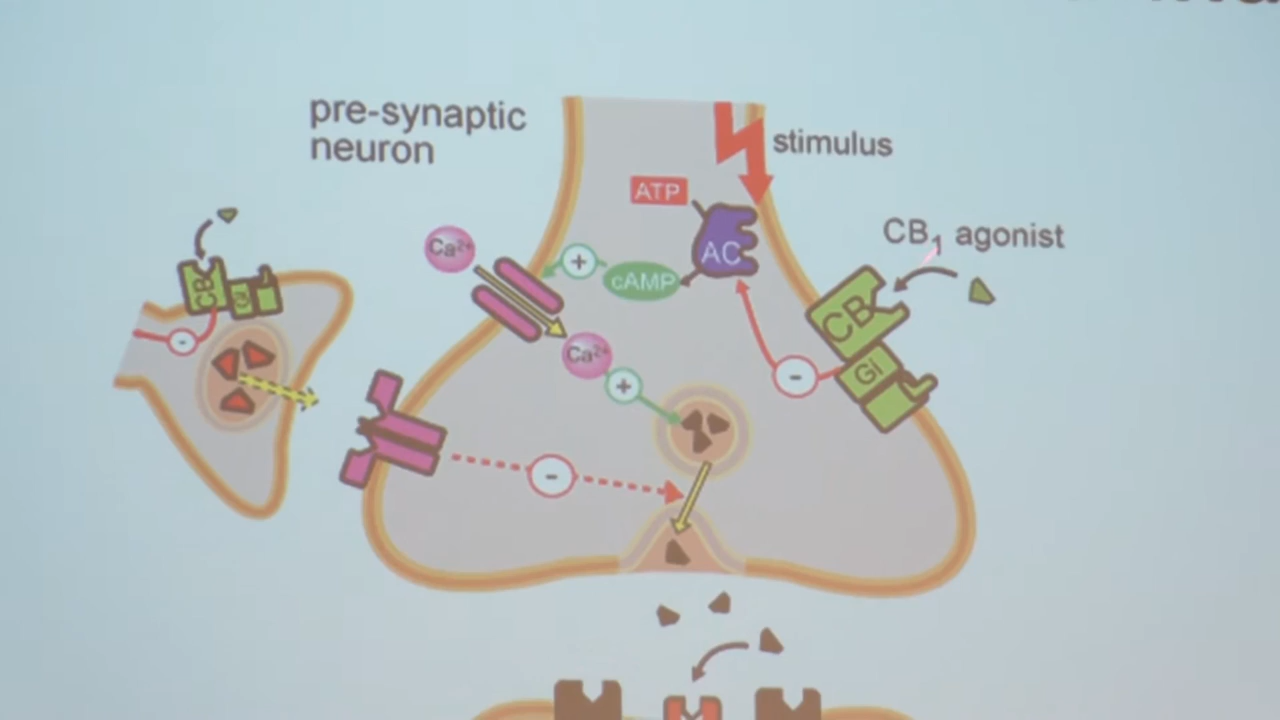 pre-synaptic
neuron
stimulus
ATP
CB₁ agonist
Ca²⁺
+
AC
cAMP
CB
GI
-
Ca²⁺
+
CB
GI
-
-